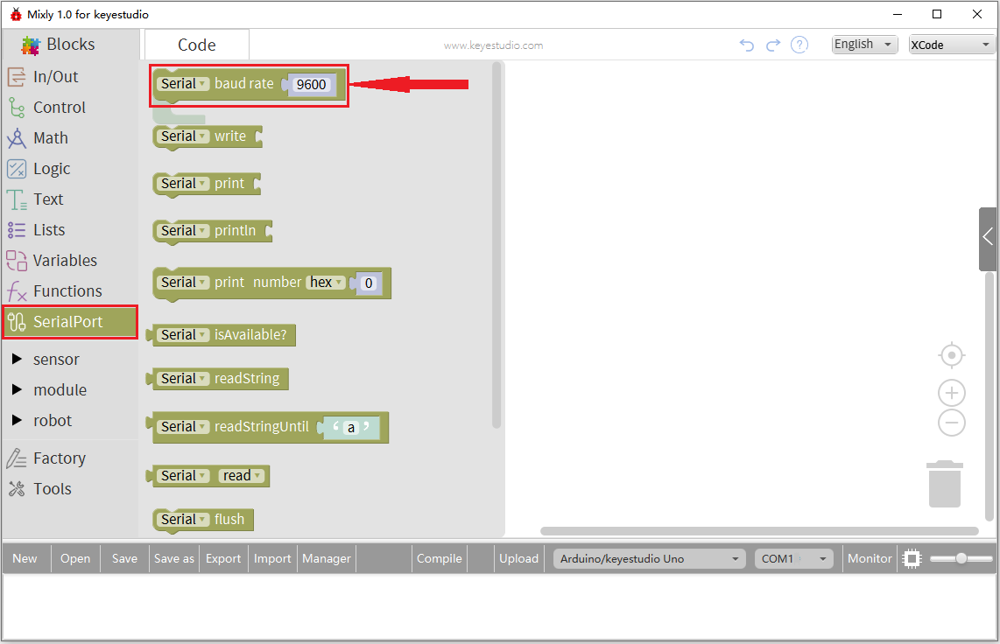 Mixly 1.0 for keyestudio
Blocks
Code
www.keyestudio.com
?
English
XCode
In/Out
Control
Math
Logic
Text
Lists
Variables
Functions
SerialPort
sensor
module
robot
Factory
Tools
Serial baud rate 9600
Serial write
Serial print
Serial println
Serial print number hex 0
Serial isAvailable?
Serial readString
Serial readStringUntil ‘ a ’
Serial read
Serial flush
New Open Save Save as Export Import Manager Compile Upload Arduino/keyestudio Uno COM1 Monitor